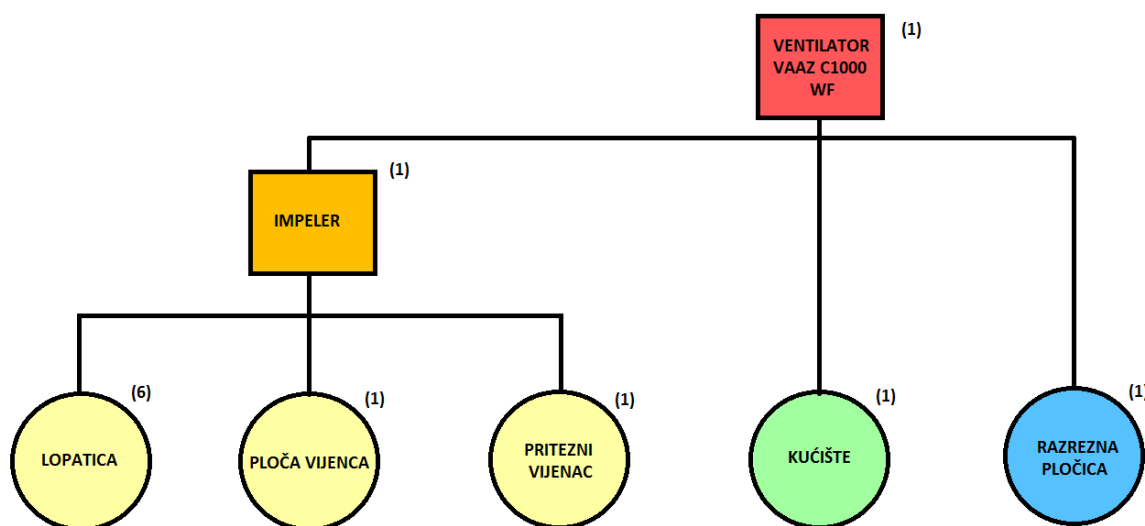 VENTILATOR
VAAZ C1000
WF
(1)
IMPELER
(1)
LOPATICA
(6)
PLOČA VIJENCA
(1)
PRITEZNI
VIJENAC
(1)
KUĆIŠTE
(1)
RAZREZNA
PLOČICA
(1)